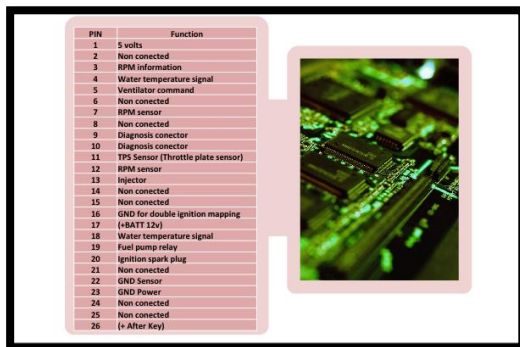 PIN Function
1 5 volts
2 Non conected
3 RPM information
4 Water temperature signal
5 Ventilator command
6 Non conected
7 RPM sensor
8 Non conected
9 Diagnosis conector
10 Diagnosis conector
11 TPS Sensor (Throttle plate sensor)
12 RPM sensor
13 Injector
14 Non conected
15 Non conected
16 GND for double ignition mapping
17 (+BATT 12v)
18 Water temperature signal
19 Fuel pump relay
20 Ignition spark plug
21 Non conected
22 GND Sensor
23 GND Power
24 Non conected
25 Non conected
26 (+ After Key)